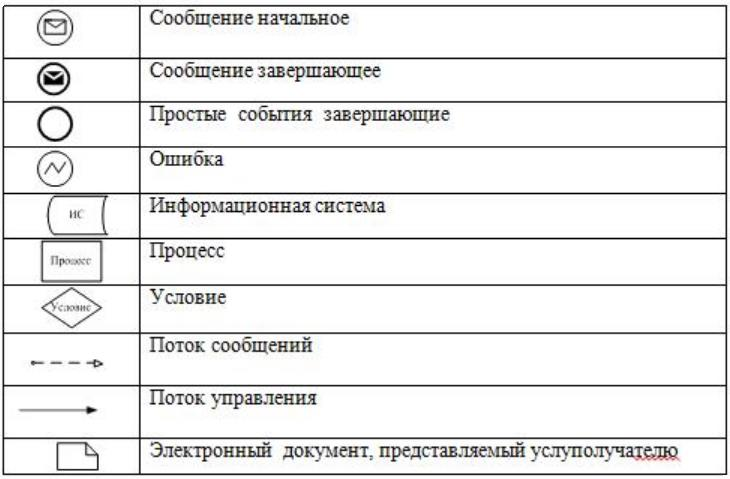 Сообщение начальное
Сообщение завершающее
Простые события завершающие
Ошибка
ИС
Информационная система
Процесс
Процесс
Условие
Условие
Поток сообщений
Поток управления
Электронный документ, представляемый услуполучателю